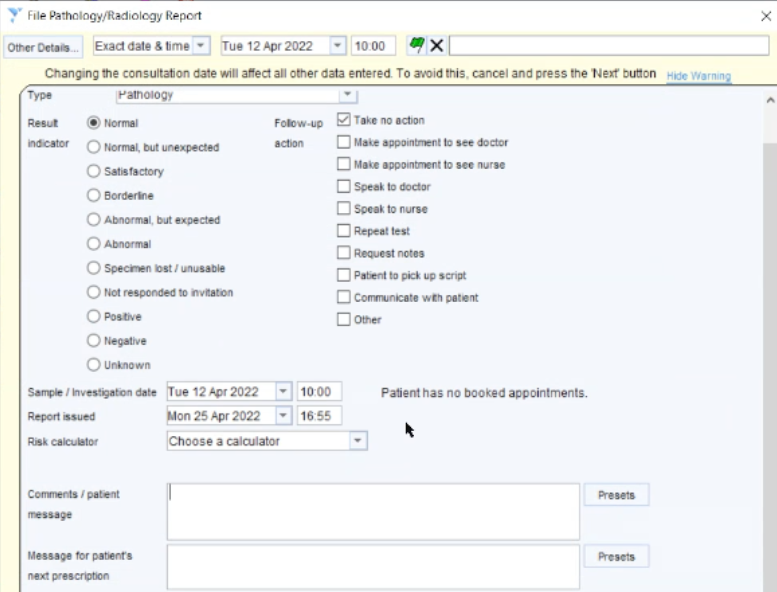 File Pathology/Radiology Report
Other Details... Exact date & time Tue 12 Apr 2022 10:00
Changing the consultation date will affect all other data entered. To avoid this, cancel and press the 'Next' button Hide Warning
Type Pathology
Result indicator
Normal
Normal, but unexpected
Satisfactory
Borderline
Abnormal, but expected
Abnormal
Specimen lost / unusable
Not responded to invitation
Positive
Negative
Unknown
Follow-up action
Take no action
Make appointment to see doctor
Make appointment to see nurse
Speak to doctor
Speak to nurse
Repeat test
Request notes
Patient to pick up script
Communicate with patient
Other
Sample / Investigation date Tue 12 Apr 2022 10:00 Patient has no booked appointments.
Report issued Mon 25 Apr 2022 16:55
Risk calculator Choose a calculator
Comments / patient message Presets
Message for patient's next prescription Presets